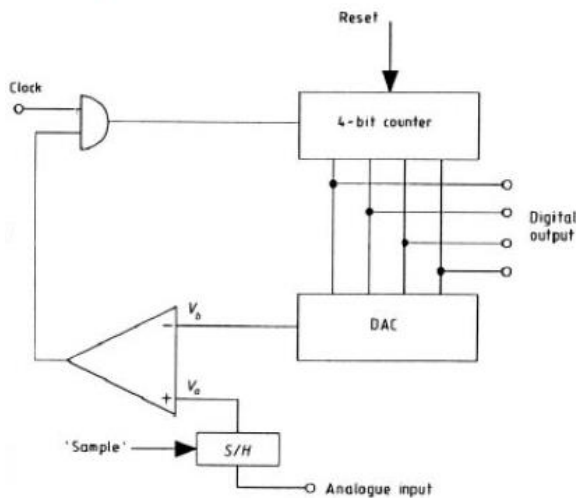 Reset
Clock
4-bit counter
Digital
output
V_b
-
DAC
V_a
+
'Sample'
S/H
Analogue input